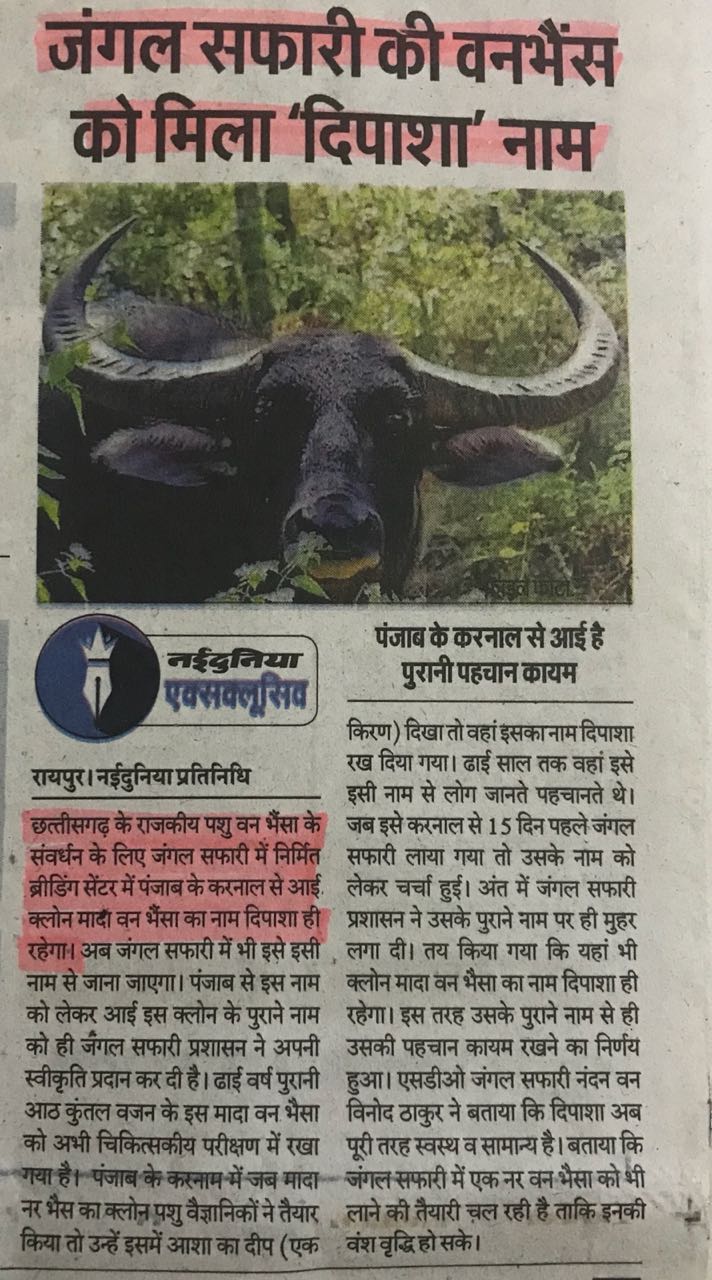 जंगल सफारी की वनभैंस
को मिला ‘दिपाशा’ नाम
फाइल फोटो
नईदुनिया
एक्सक्लूसिव
रायपुर। नईदुनिया प्रतिनिधि
छत्तीसगढ़ के राजकीय पशु वन भैंसा के
संवर्धन के लिए जंगल सफारी में निर्मित
ब्रीडिंग सेंटर में पंजाब के करनाल से आई
क्लोन मादा वन भैंसा का नाम दिपाशा ही
रहेगा। अब जंगल सफारी में भी इसे इसी
नाम से जाना जाएगा। पंजाब से इस नाम
को लेकर आई इस क्लोन के पुराने नाम
को ही जंगल सफारी प्रशासन ने अपनी
स्वीकृति प्रदान कर दी है। ढाई वर्ष पुरानी
आठ कुंतल वजन के इस मादा वन भैंसा
को अभी चिकित्सकीय परीक्षण में रखा
गया है। पंजाब के करनाम में जब मादा
नर भैस का क्लोन पशु वैज्ञानिकों ने तैयार
किया तो उन्हें इसमें आशा का दीप (एक
पंजाब के करनाल से आई है
पुरानी पहचान कायम
किरण) दिखा तो वहां इसका नाम दिपाशा
रख दिया गया। ढाई साल तक वहां इसे
इसी नाम से लोग जानते पहचानते थे।
जब इसे करनाल से 15 दिन पहले जंगल
सफारी लाया गया तो उसके नाम को
लेकर चर्चा हुई। अंत में जंगल सफारी
प्रशासन ने उसके पुराने नाम पर ही मुहर
लगा दी। तय किया गया कि यहां भी
क्लोन मादा वन भैसा का नाम दिपाशा ही
रहेगा। इस तरह उसके पुराने नाम से ही
उसकी पहचान कायम रखने का निर्णय
हुआ। एसडीओ जंगल सफारी नंदन वन
विनोद ठाकुर ने बताया कि दिपाशा अब
पूरी तरह स्वस्थ व सामान्य है। बताया कि
जंगल सफारी में एक नर वन भैसा को भी
लाने की तैयारी चल रही है ताकि इनकी
वंश वृद्धि हो सके।